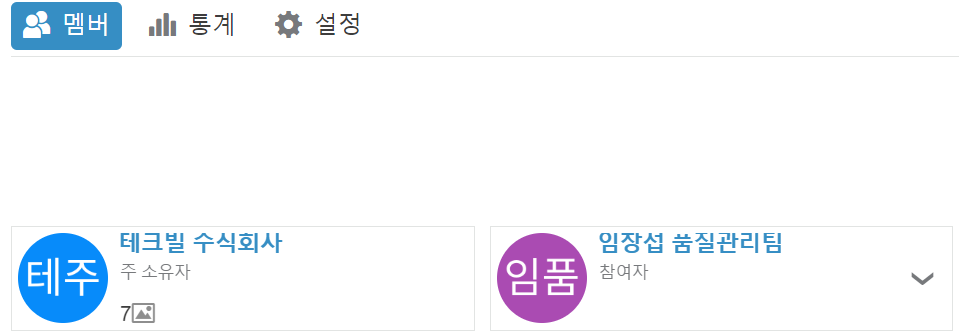 멤버 통계 설정
테크빌 주식회사
주 소유자
테주
7
임장섭 품질관리팀
참여자
임품